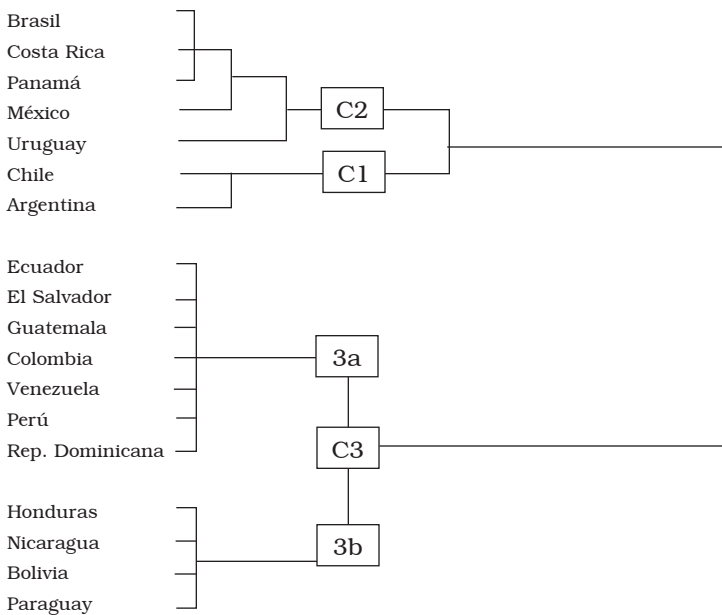 Brasil
Costa Rica
Panamá
México
C2
Uruguay
Chile
C1
Argentina
Ecuador
El Salvador
Guatemala
3a
Colombia
Venezuela
Perú
C3
Rep. Dominicana
Honduras
Nicaragua
3b
Bolivia
Paraguay